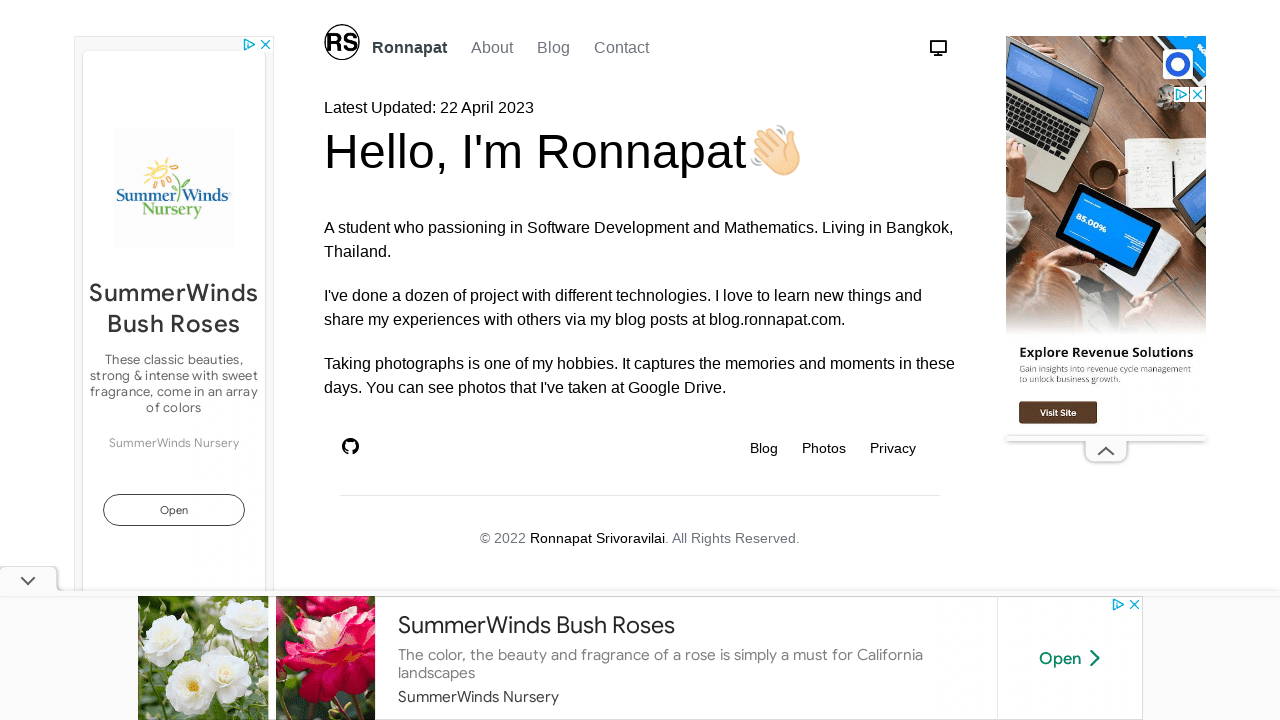 RS Ronnapat About Blog Contact
Latest Updated: 22 April 2023
Hello, I'm Ronnapat👋🏼
A student who passioning in Software Development and Mathematics. Living in Bangkok,
Thailand.
I've done a dozen of project with different technologies. I love to learn new things and
share my experiences with others via my blog posts at blog.ronnapat.com.
Taking photographs is one of my hobbies. It captures the memories and moments in these
days. You can see photos that I've taken at Google Drive.
Blog Photos Privacy
© 2022 Ronnapat Srivoravilai. All Rights Reserved.
SummerWinds
Nursery
SummerWinds
Bush Roses
These classic beauties,
strong & intense with sweet
fragrance, come in an array
of colors
SummerWinds Nursery
Open
85.00%
Explore Revenue Solutions
Gain insights into revenue cycle management
to unlock business growth.
Visit Site
SummerWinds Bush Roses
The color, the beauty and fragrance of a rose is simply a must for California
landscapes
SummerWinds Nursery
Open